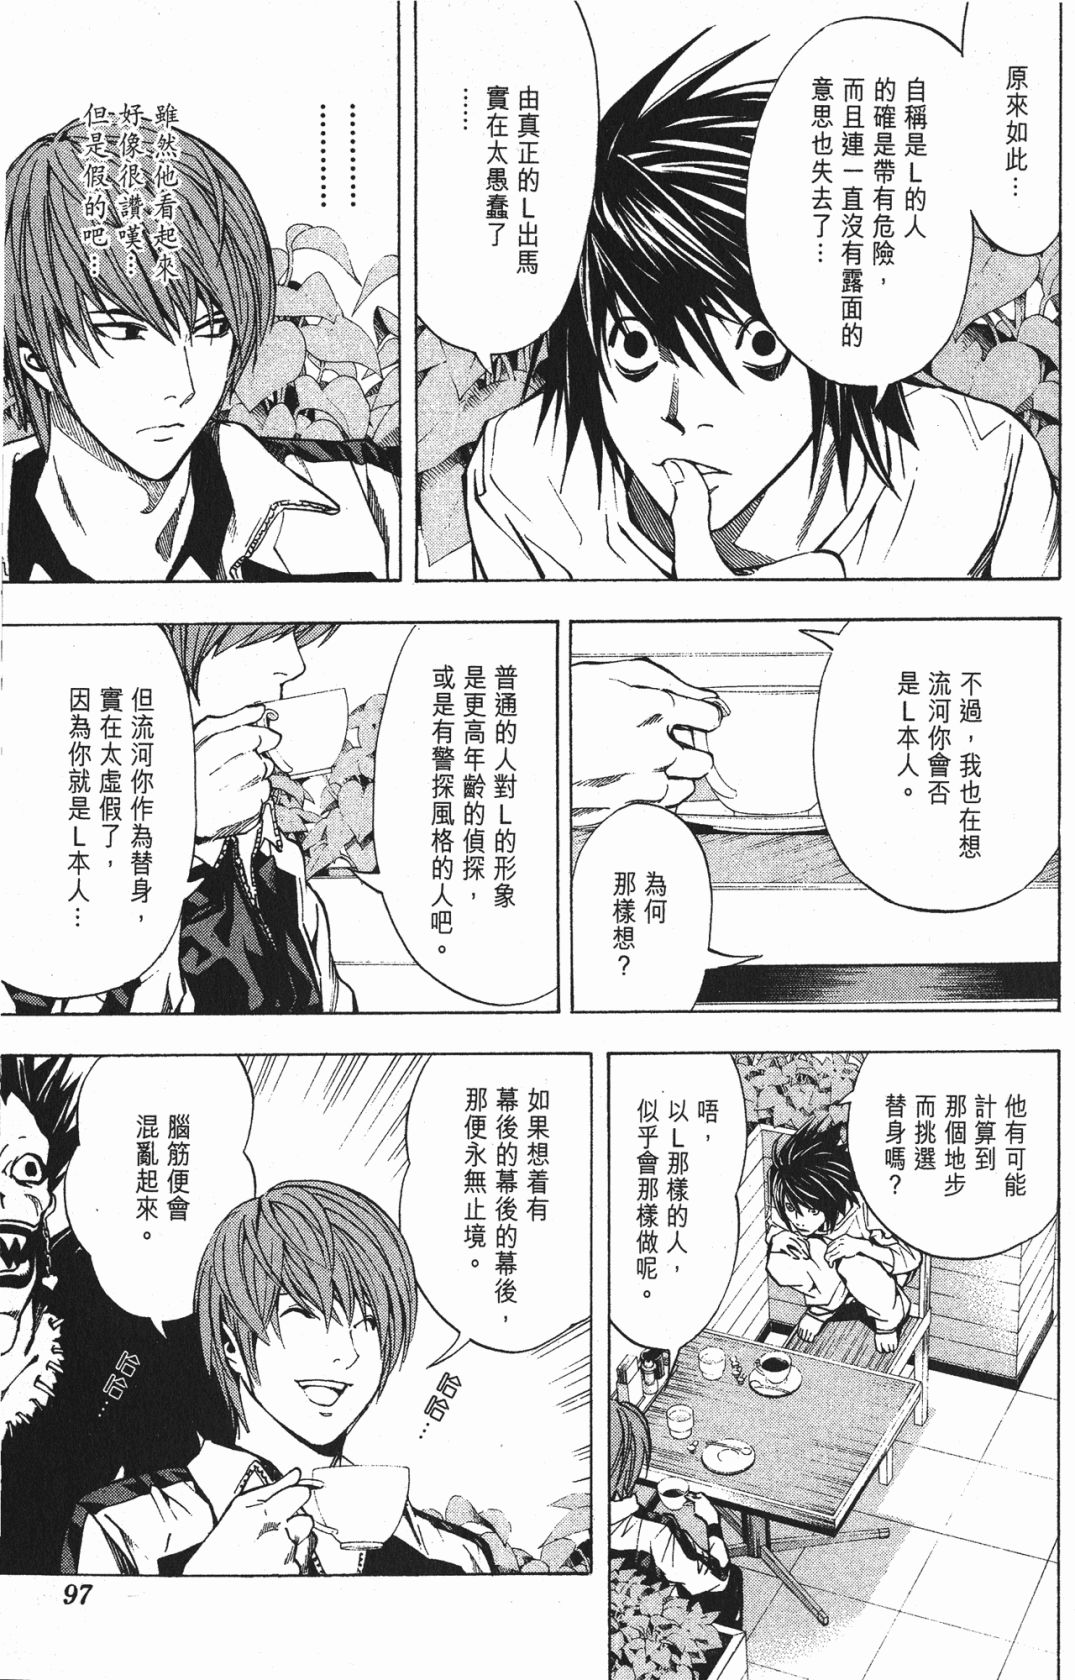 原來如此…
自稱是L的人
的確是帶有危險，
而且連一直沒有露面的
意思也失去了…
由真正的L出馬
實在太愚蠢了
……
…………
…………
雖然他看起來
好像很讚嘆…
但是假的吧…
不過，我也在想
流河你會否
是L本人。
為何
那樣想？
普通的人對L的形象
是更高年齡的偵探，
或是有警探風格的人吧。
但流河你作為替身，
實在太虛假了，
因為你就是L本人…
他有可能
計算到
那個地步
而挑選
替身嗎？
唔，
以L那樣的人，
似乎會那樣做呢。
如果想着有
幕後的幕後的幕後，
那便永無止境。
腦筋便會
混亂起來。
哈哈…
哈哈…
97